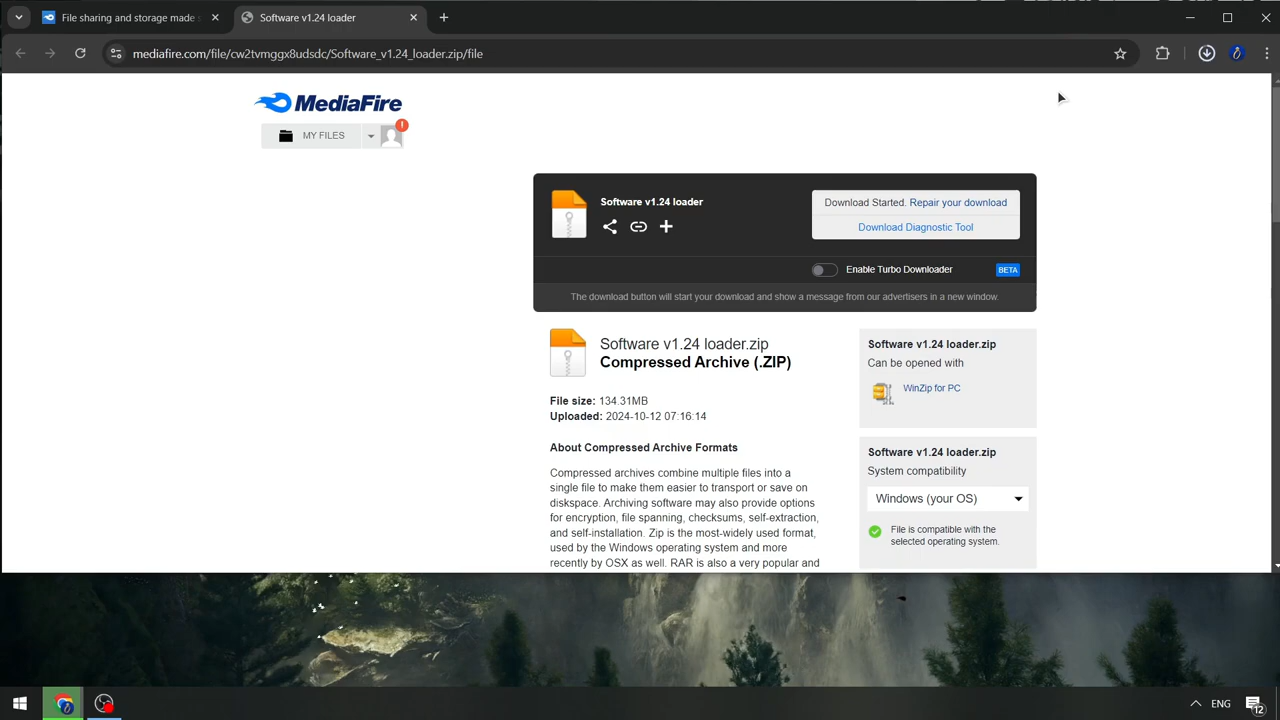 File sharing and storage made s
Software v1.24 loader
mediafire.com/file/cw2tvmggx8udsdc/Software_v1.24_loader.zip/file
MediaFire
MY FILES
!
Software v1.24 loader
Download Started. Repair your download
Download Diagnostic Tool
Enable Turbo Downloader
BETA
The download button will start your download and show a message from our advertisers in a new window.
Software v1.24 loader.zip
Compressed Archive (.ZIP)
File size: 134.31MB
Uploaded: 2024-10-12 07:16:14
About Compressed Archive Formats
Compressed archives combine multiple files into a
single file to make them easier to transport or save on
diskspace. Archiving software may also provide options
for encryption, file spanning, checksums, self-extraction,
and self-installation. Zip is the most-widely used format,
used by the Windows operating system and more
recently by OSX as well. RAR is also a very popular and
Software v1.24 loader.zip
Can be opened with
WinZip for PC
Software v1.24 loader.zip
System compatibility
Windows (your OS)
File is compatible with the
selected operating system.
ENG
12